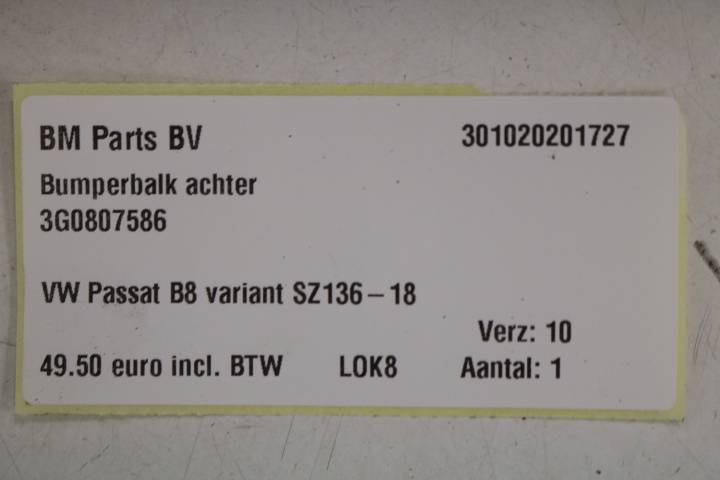 BM Parts BV 301020201727
Bumperbalk achter
3G0807586
VW Passat B8 variant SZ136-18
Verz: 10
49.50 euro incl. BTW LOK8 Aantal: 1